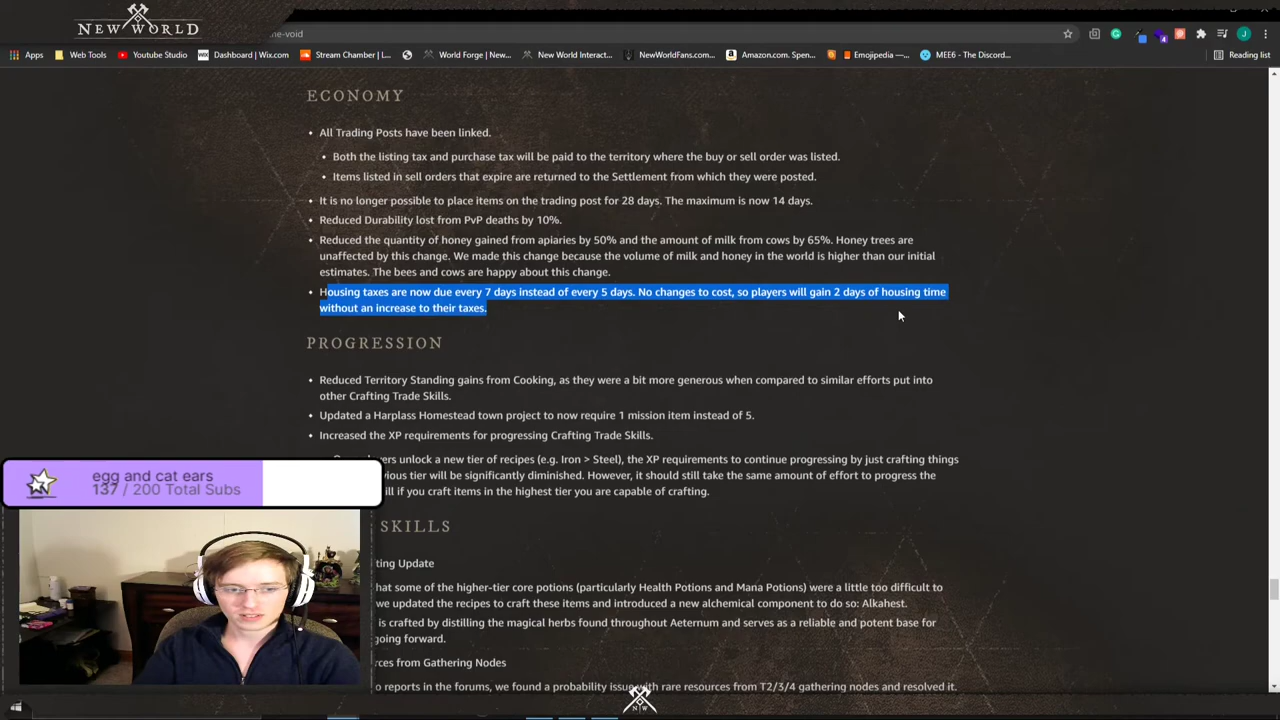 NEW WORLD
ne-void
Apps
Web Tools
Youtube Studio
Dashboard | Wix.com
Stream Chamber | L...
World Forge | New...
New World Interact...
NewWorldFans.com...
Amazon.com. Spen...
Emojipedia —...
MEE6 - The Discord...
Reading list
J
ECONOMY
• All Trading Posts have been linked.
• Both the listing tax and purchase tax will be paid to the territory where the buy or sell order was listed.
• Items listed in sell orders that expire are returned to the Settlement from which they were posted.
• It is no longer possible to place items on the trading post for 28 days. The maximum is now 14 days.
• Reduced Durability lost from PvP deaths by 10%.
• Reduced the quantity of honey gained from apiaries by 50% and the amount of milk from cows by 65%. Honey trees are
unaffected by this change. We made this change because the volume of milk and honey in the world is higher than our initial
estimates. The bees and cows are happy about this change.
• Housing taxes are now due every 7 days instead of every 5 days. No changes to cost, so players will gain 2 days of housing time
without an increase to their taxes.
PROGRESSION
• Reduced Territory Standing gains from Cooking, as they were a bit more generous when compared to similar efforts put into
other Crafting Trade Skills.
• Updated a Harplass Homestead town project to now require 1 mission item instead of 5.
• Increased the XP requirements for progressing Crafting Trade Skills.
players unlock a new tier of recipes (e.g. Iron > Steel), the XP requirements to continue progressing by just crafting things
vious tier will be significantly diminished. However, it should still take the same amount of effort to progress the
ill if you craft items in the highest tier you are capable of crafting.
egg and cat ears
137 / 200 Total Subs
SKILLS
ting Update
hat some of the higher-tier core potions (particularly Health Potions and Mana Potions) were a little too difficult to
we updated the recipes to craft these items and introduced a new alchemical component to do so: Alkahest.
is crafted by distilling the magical herbs found throughout Aeternum and serves as a reliable and potent base for
going forward.
rces from Gathering Nodes
o reports in the forums, we found a probability issue with rare resources from T2/3/4 gathering nodes and resolved it.
N W